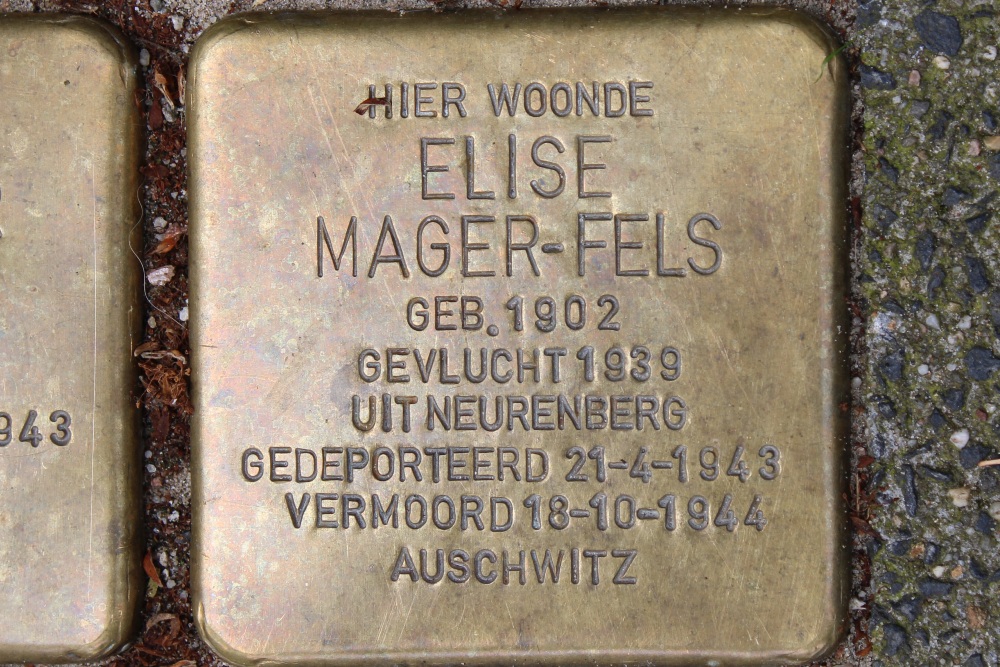 943
HIER WOONDE
ELISE
MAGER-FELS
GEB. 1902
GEVLUCHT 1939
UIT NEURENBERG
GEDEPORTEERD 21-4-1943
VERMOORD 18-10-1944
AUSCHWITZ